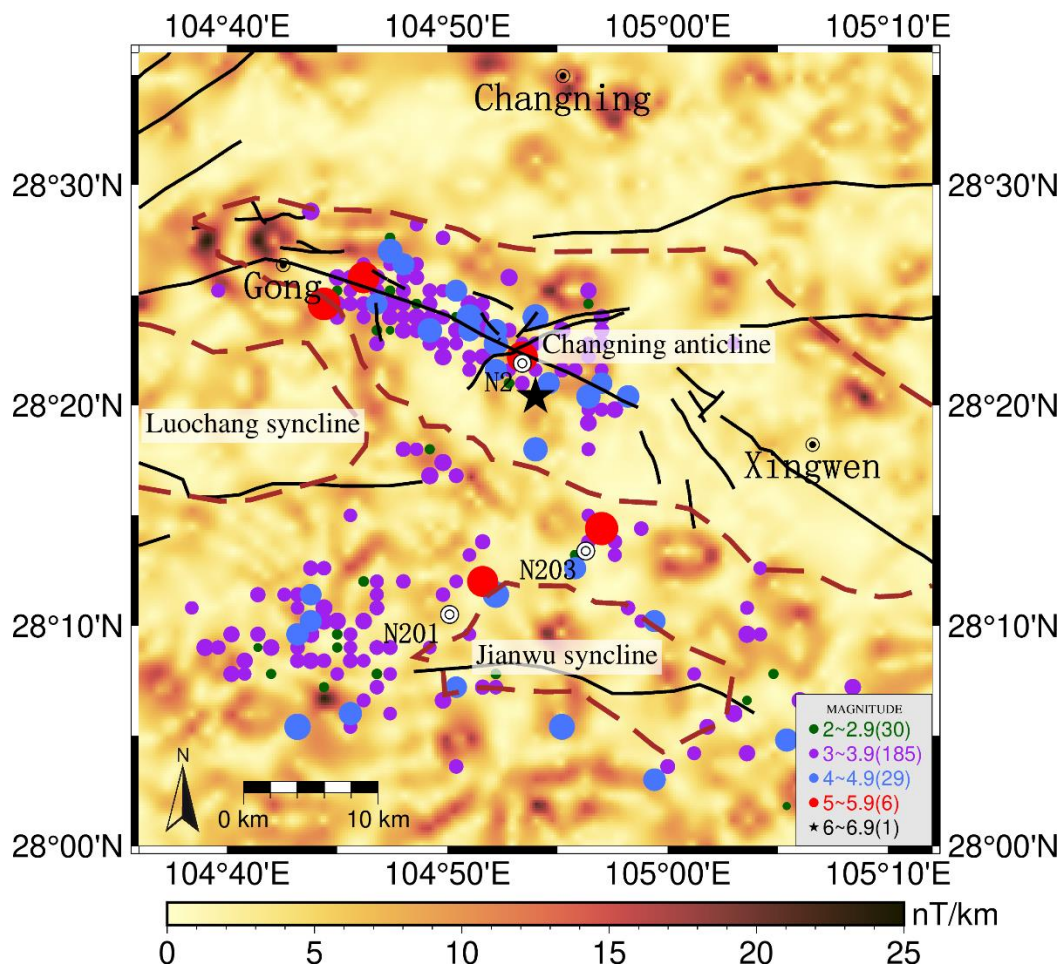 104°40'E 104°50'E 105°00'E 105°10'E
Changning
28°30'N 28°30'N
Gong
Changning anticline
N2
28°20'N 28°20'N
Luochang syncline
Xingwen
N203
28°10'N 28°10'N
N201
Jianwu syncline
MAGNITUDE
2~2.9(30)
3~3.9(185)
4~4.9(29)
5~5.9(6)
6~6.9(1)
N
0 km 10 km
28°00'N 28°00'N
104°40'E 104°50'E 105°00'E 105°10'E
nT/km
0 5 10 15 20 25